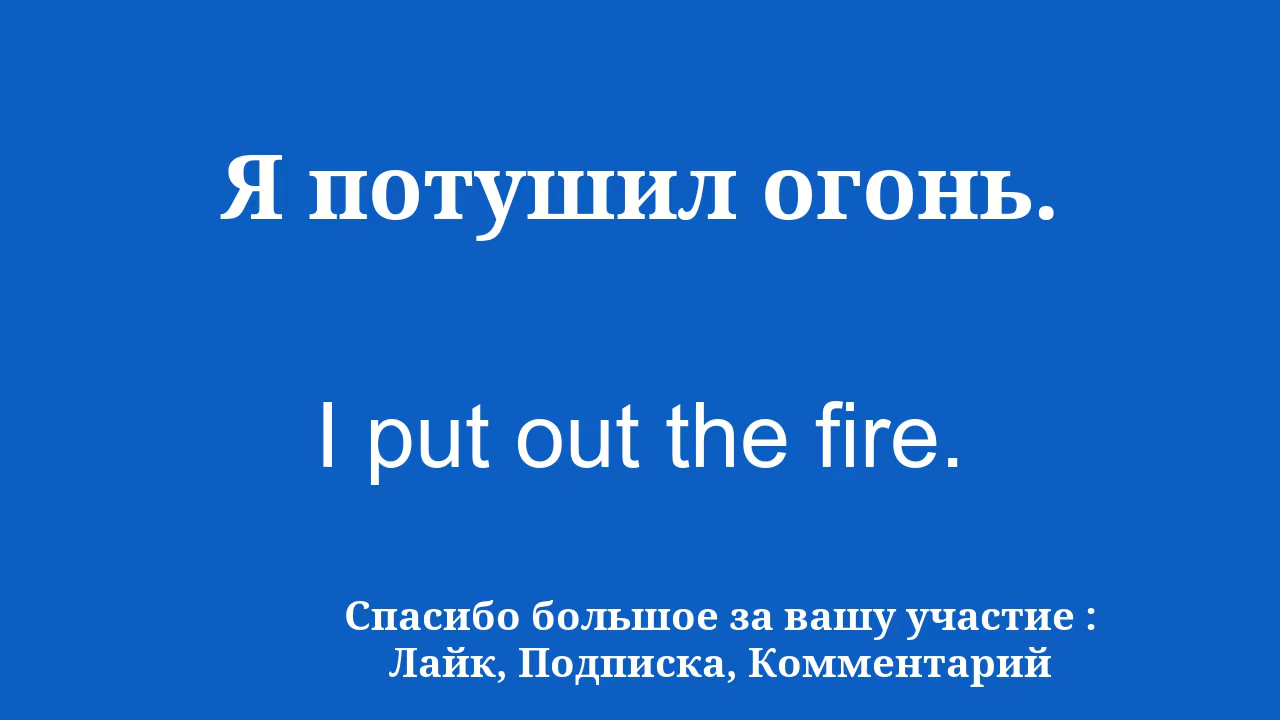 Я потушил огонь.
I put out the fire.
Спасибо большое за вашу участие :
Лайк, Подписка, Комментарий